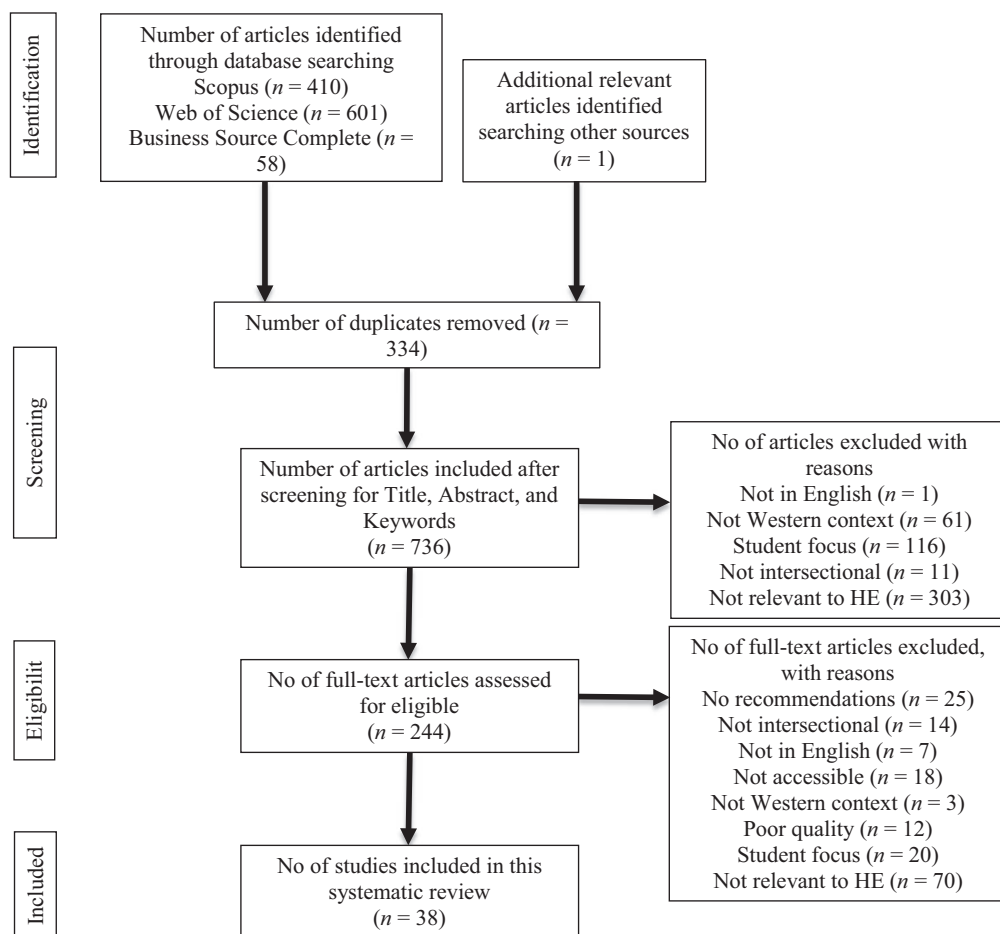 Identification
Number of articles identified
through database searching
Scopus (n = 410)
Web of Science (n = 601)
Business Source Complete (n =
58)
Additional relevant
articles identified
searching other sources
(n = 1)
Number of duplicates removed (n =
334)
Screening
Number of articles included after
screening for Title, Abstract, and
Keywords
(n = 736)
No of articles excluded with
reasons
Not in English (n = 1)
Not Western context (n = 61)
Student focus (n = 116)
Not intersectional (n = 11)
Not relevant to HE (n = 303)
Eligibilit
No of full-text articles assessed
for eligible
(n = 244)
No of full-text articles excluded,
with reasons
No recommendations (n = 25)
Not intersectional (n = 14)
Not in English (n = 7)
Not accessible (n = 18)
Not Western context (n = 3)
Poor quality (n = 12)
Student focus (n = 20)
Not relevant to HE (n = 70)
Included
No of studies included in this
systematic review
(n = 38)